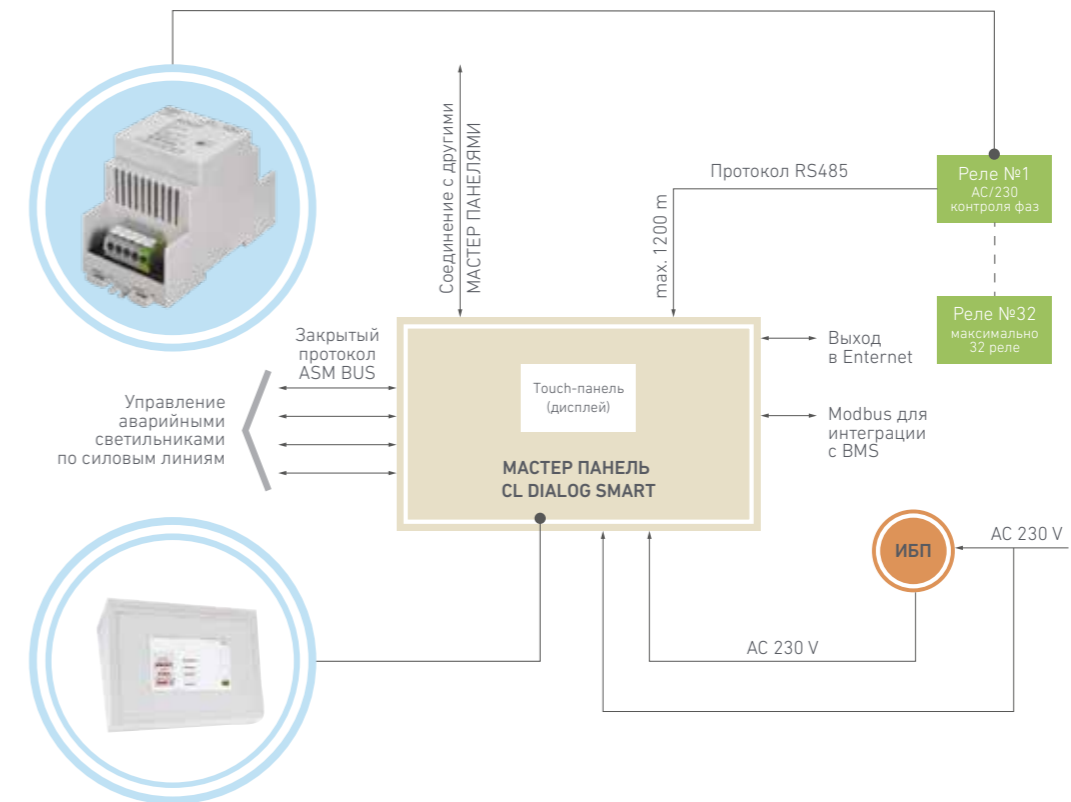 Соединение с другими
МАСТЕР ПАНЕЛЯМИ
Протокол RS485
max. 1200 m
Реле №1
AC/230
контроля фаз
Реле №32
максимально
32 реле
Закрытый
протокол
ASM BUS
Управление
аварийными
светильниками
по силовым линиям
Touch-панель
(дисплей)
МАСТЕР ПАНЕЛЬ
CL DIALOG SMART
Выход
в Enternet
Modbus для
интеграции
с BMS
ИБП
AC 230 V
AC 230 V